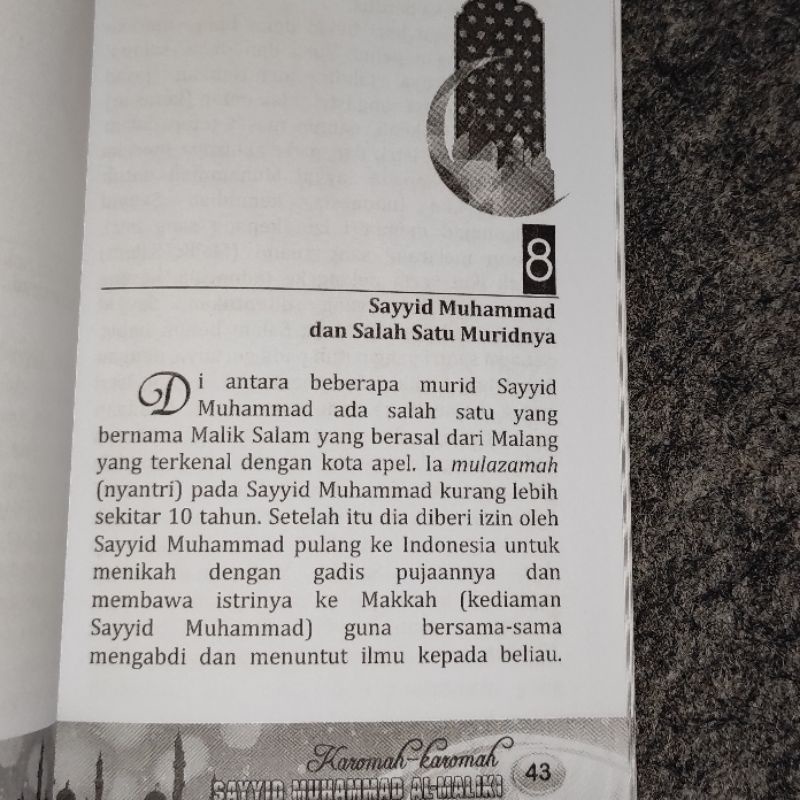 8
Sayyid Muhammad
dan Salah Satu Muridnya
Di antara beberapa murid Sayyid
Muhammad ada salah satu yang
bernama Malik Salam yang berasal dari Malang
yang terkenal dengan kota apel. Ia mulazamah
(nyantri) pada Sayyid Muhammad kurang lebih
sekitar 10 tahun. Setelah itu dia diberi izin oleh
Sayyid Muhammad pulang ke Indonesia untuk
menikah dengan gadis pujaannya dan
membawa istrinya ke Makkah (kediaman
Sayyid Muhammad) guna bersama-sama
mengabdi dan menuntut ilmu kepada beliau.
Karomah-karomah
SAYYID MUHAMMAD AL-MALIKI
43